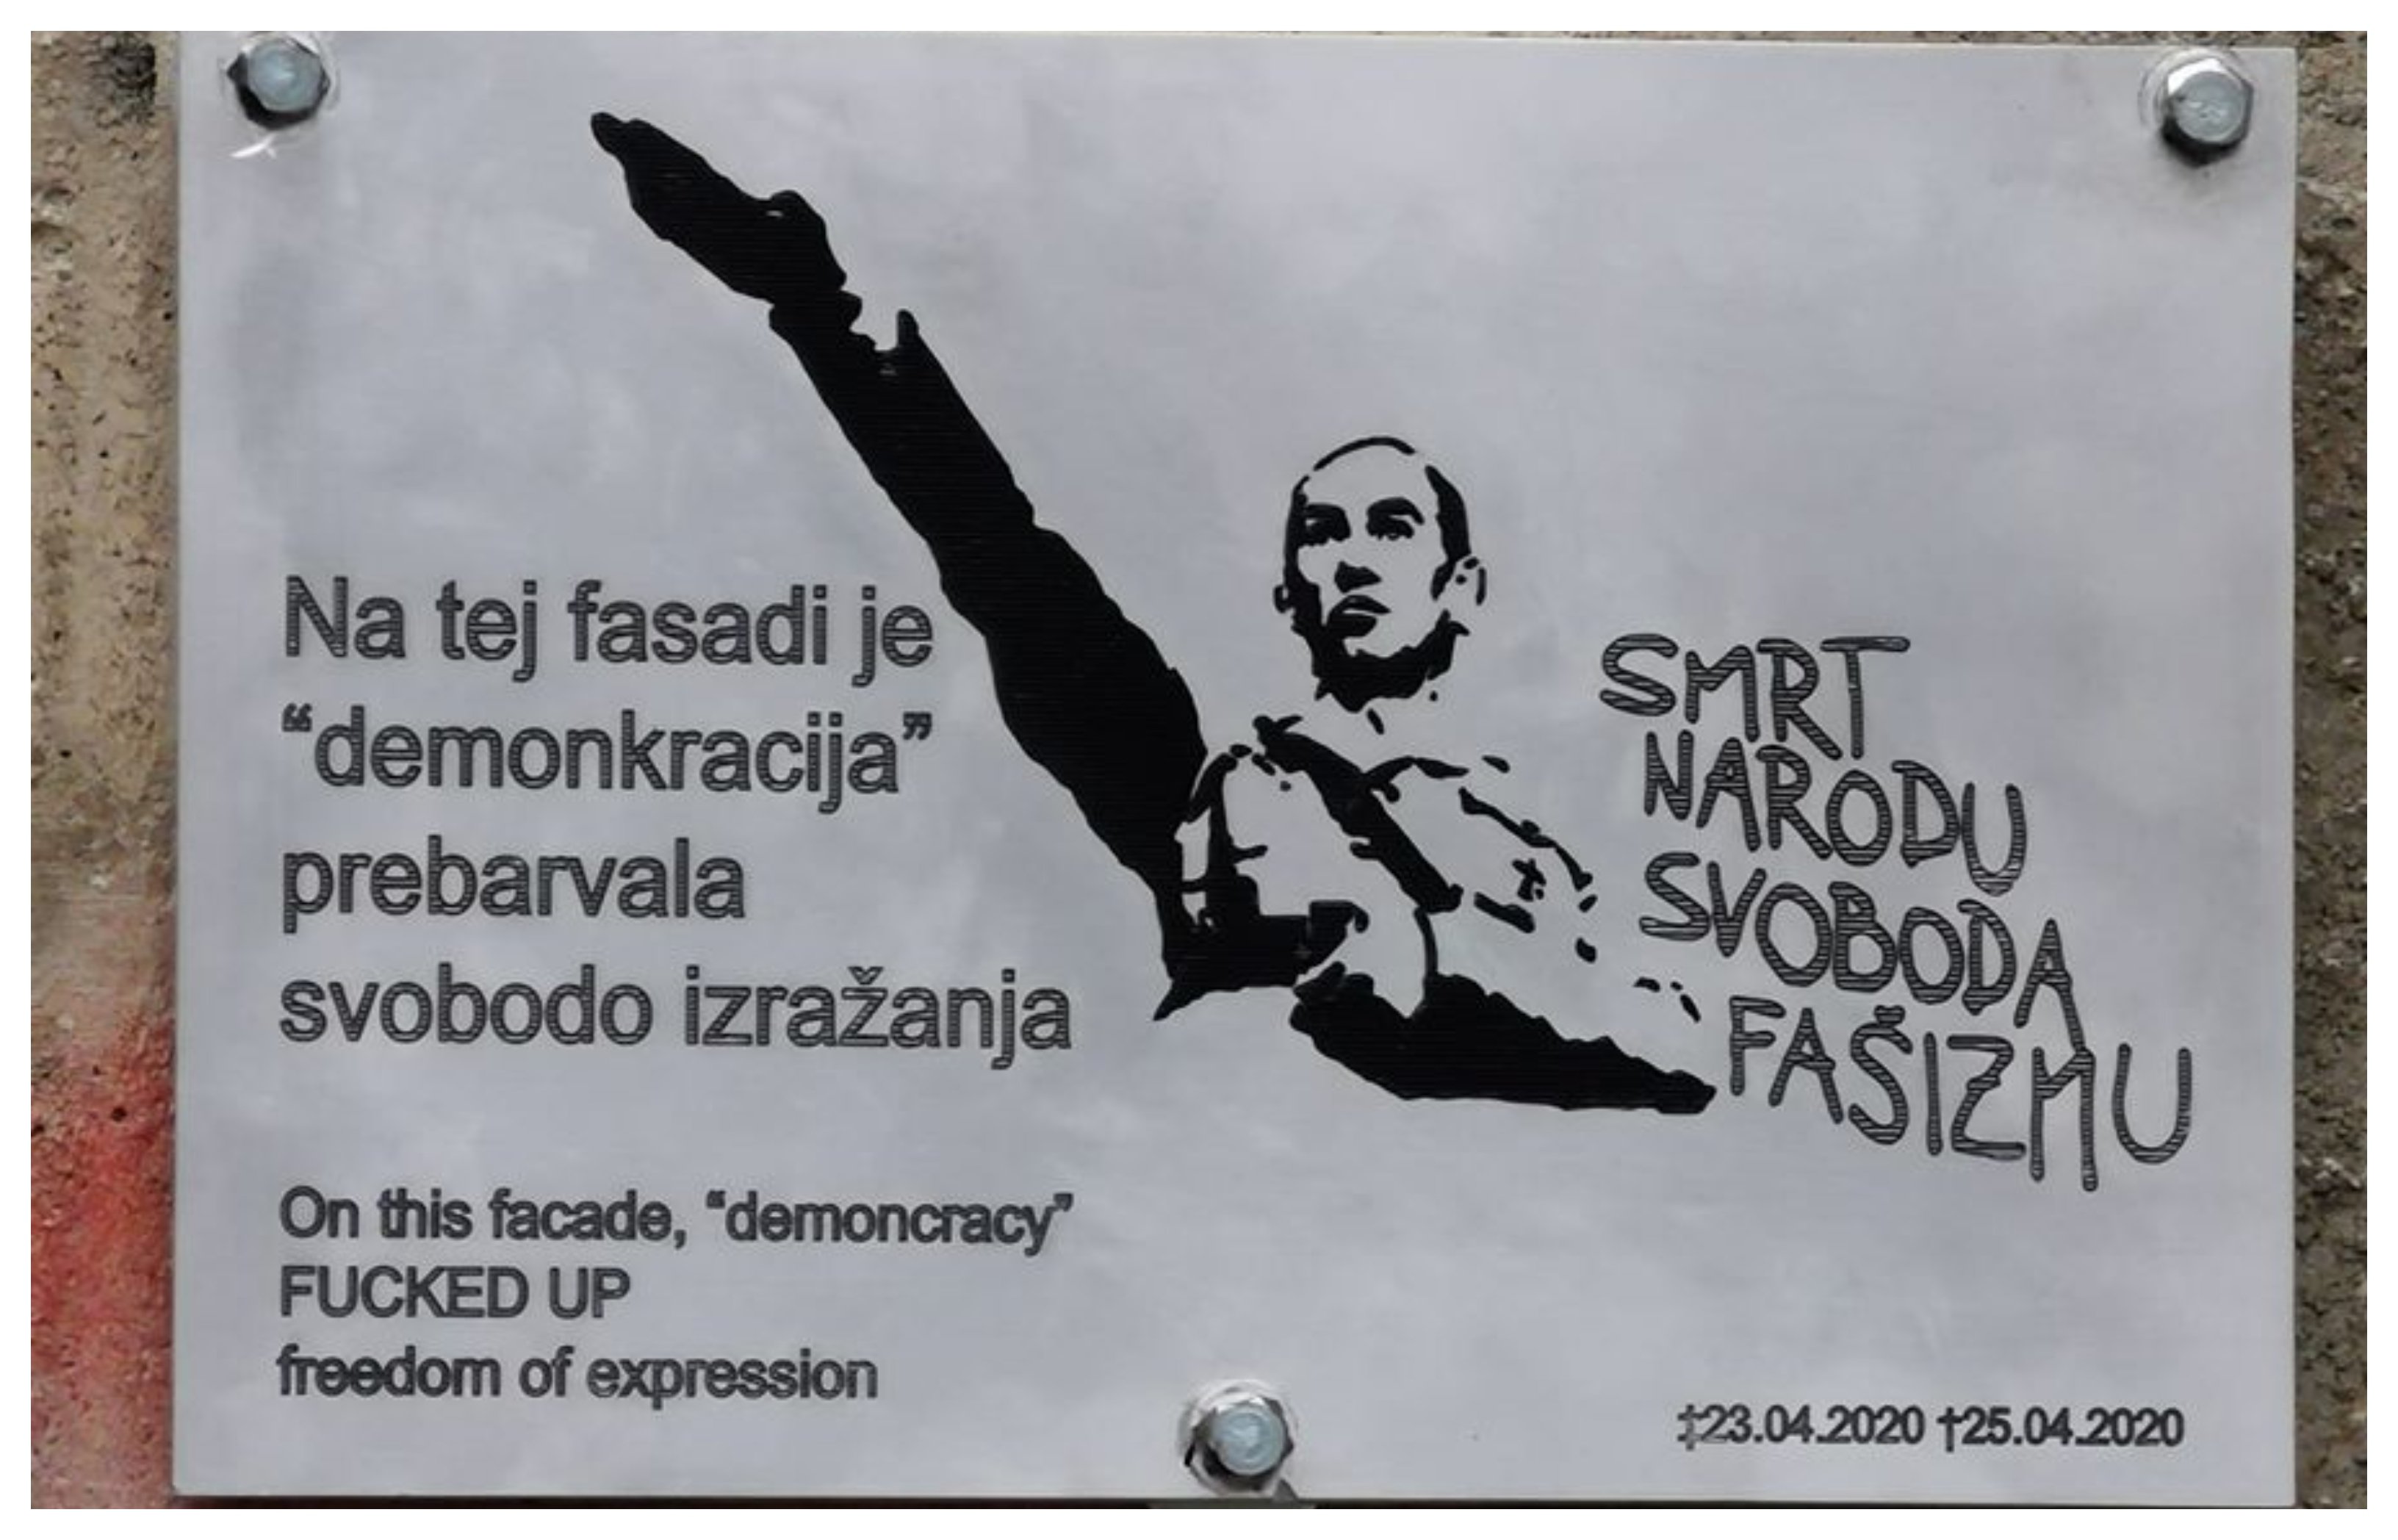 Na tej fasadi je
“demonkracija”
prebarvala
svobodo izražanja
SMRT
NARODU
SVOBODA
FAŠIZMU
On this facade, “demoncracy”
FUCKED UP
freedom of expression
‡23.04.2020 †25.04.2020